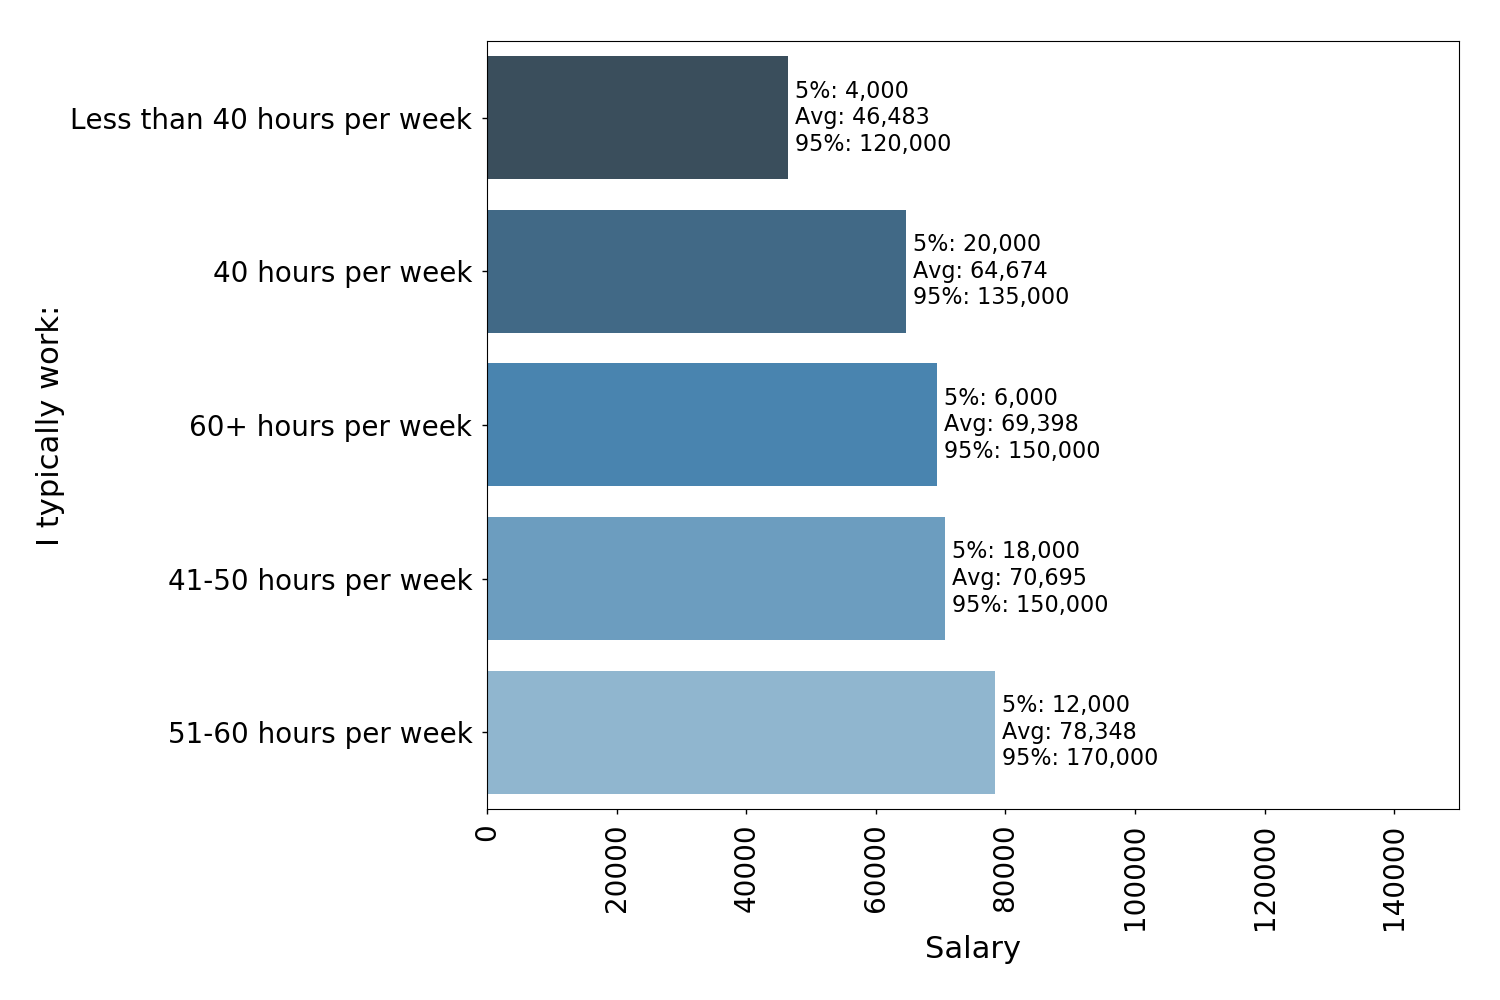 I typically work:
Less than 40 hours per week
5%: 4,000
Avg: 46,483
95%: 120,000
40 hours per week
5%: 20,000
Avg: 64,674
95%: 135,000
60+ hours per week
5%: 6,000
Avg: 69,398
95%: 150,000
41-50 hours per week
5%: 18,000
Avg: 70,695
95%: 150,000
51-60 hours per week
5%: 12,000
Avg: 78,348
95%: 170,000
0
20000
40000
60000
80000
100000
120000
140000
Salary